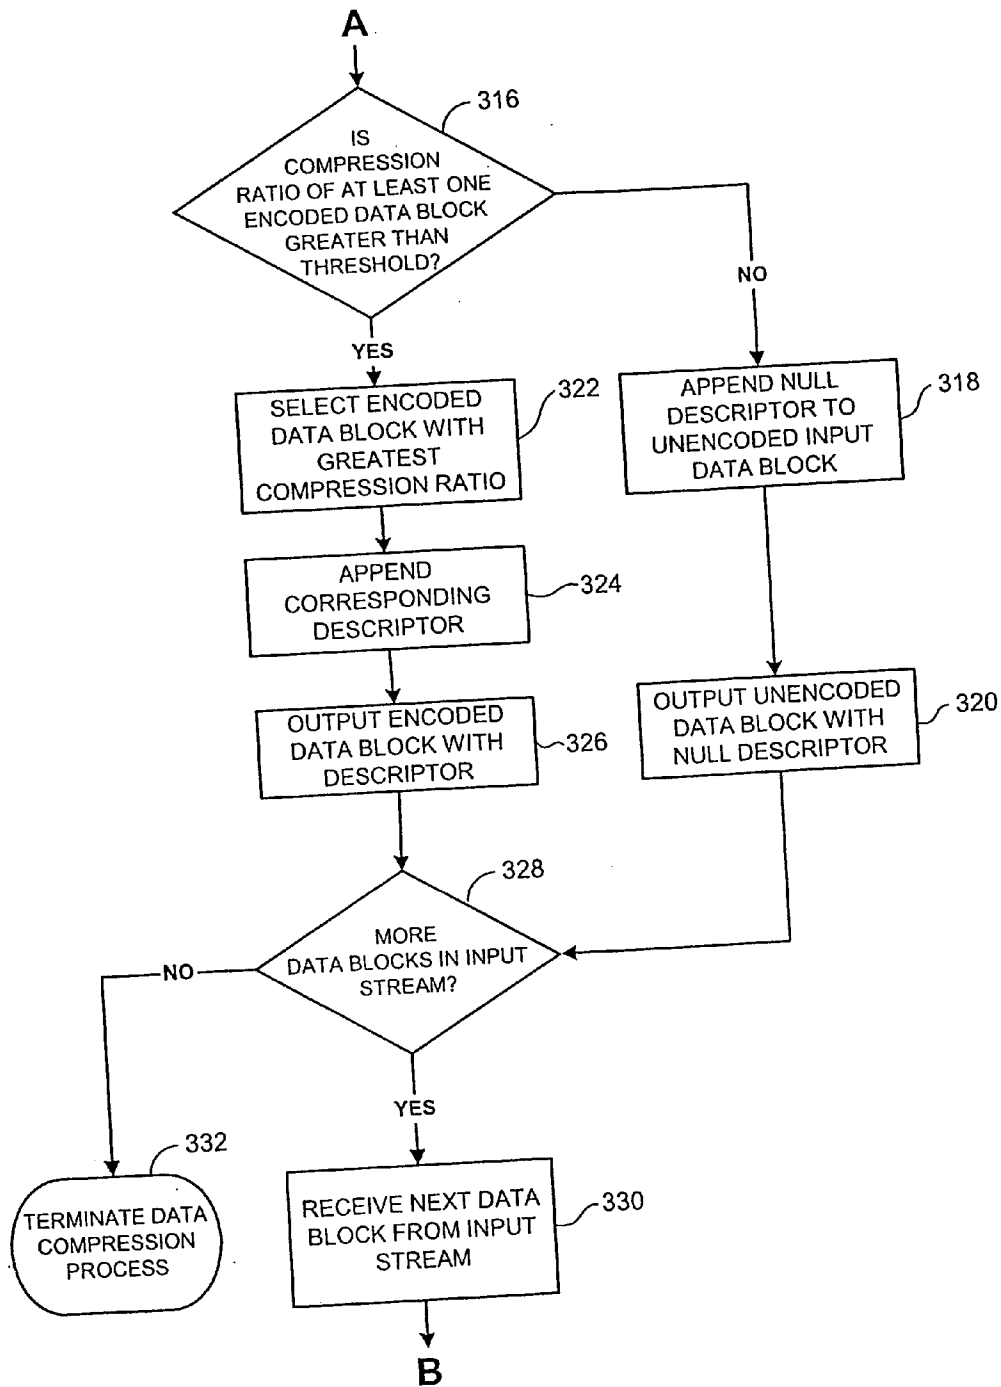 A
316
IS
COMPRESSION
RATIO OF AT LEAST ONE
ENCODED DATA BLOCK
GREATER THAN
THRESHOLD?
NO
YES
322
SELECT ENCODED
DATA BLOCK WITH
GREATEST
COMPRESSION RATIO
318
APPEND NULL
DESCRIPTOR TO
UNENCODED INPUT
DATA BLOCK
324
APPEND
CORRESPONDING
DESCRIPTOR
326
OUTPUT ENCODED
DATA BLOCK WITH
DESCRIPTOR
320
OUTPUT UNENCODED
DATA BLOCK WITH
NULL DESCRIPTOR
328
MORE
DATA BLOCKS IN INPUT
STREAM?
NO
YES
332
TERMINATE DATA
COMPRESSION
PROCESS
330
RECEIVE NEXT DATA
BLOCK FROM INPUT
STREAM
B